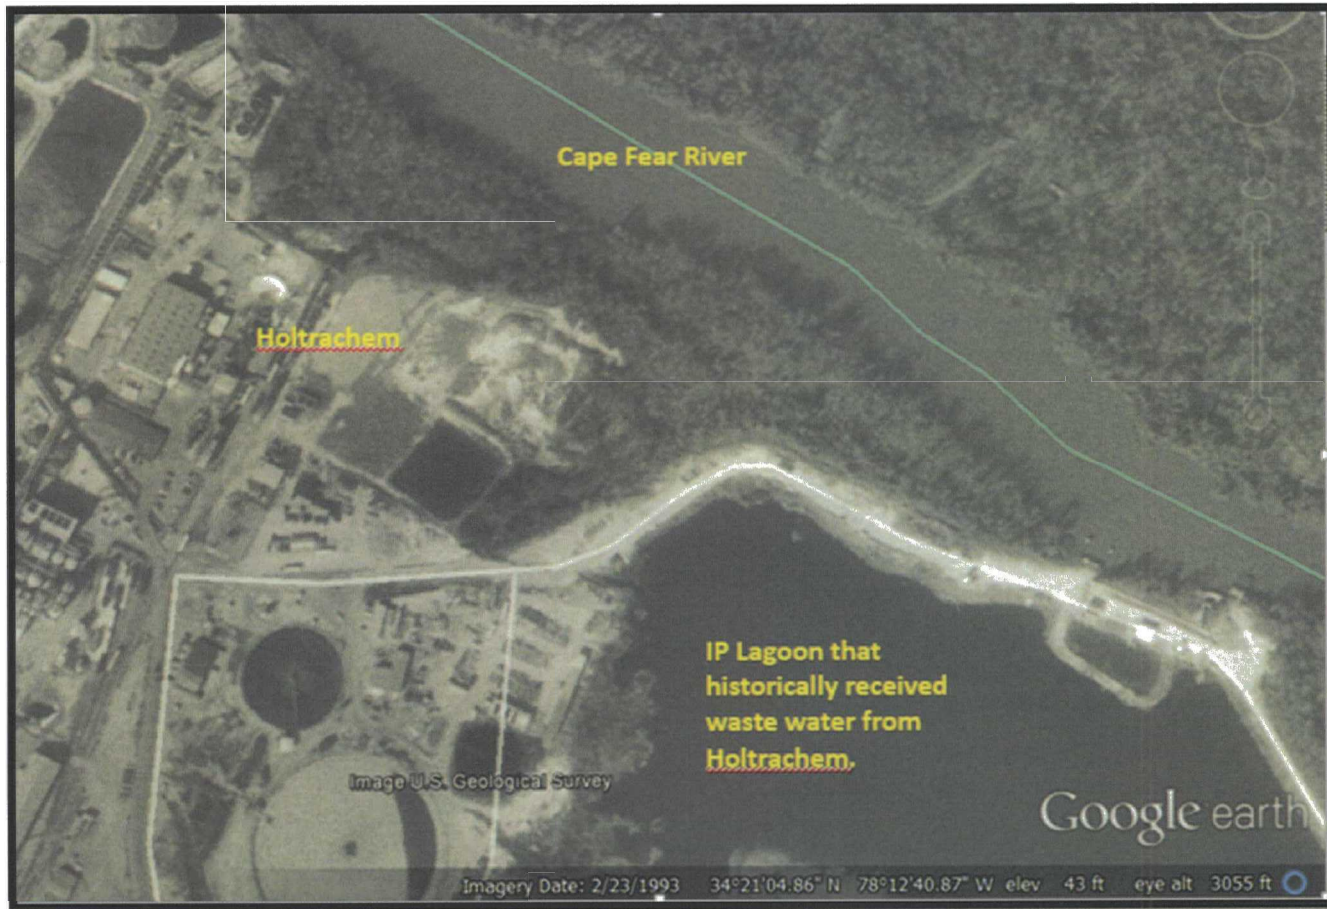 Cape Fear River
Holtrachem
IP Lagoon that
historically received
waste water from
Holtrachem.
Image U.S. Geological Survey
Google earth
Imagery Date: 2/23/1993 34°21'04.86" N 78°12'40.87" W elev 43 ft eye alt 3055 ft